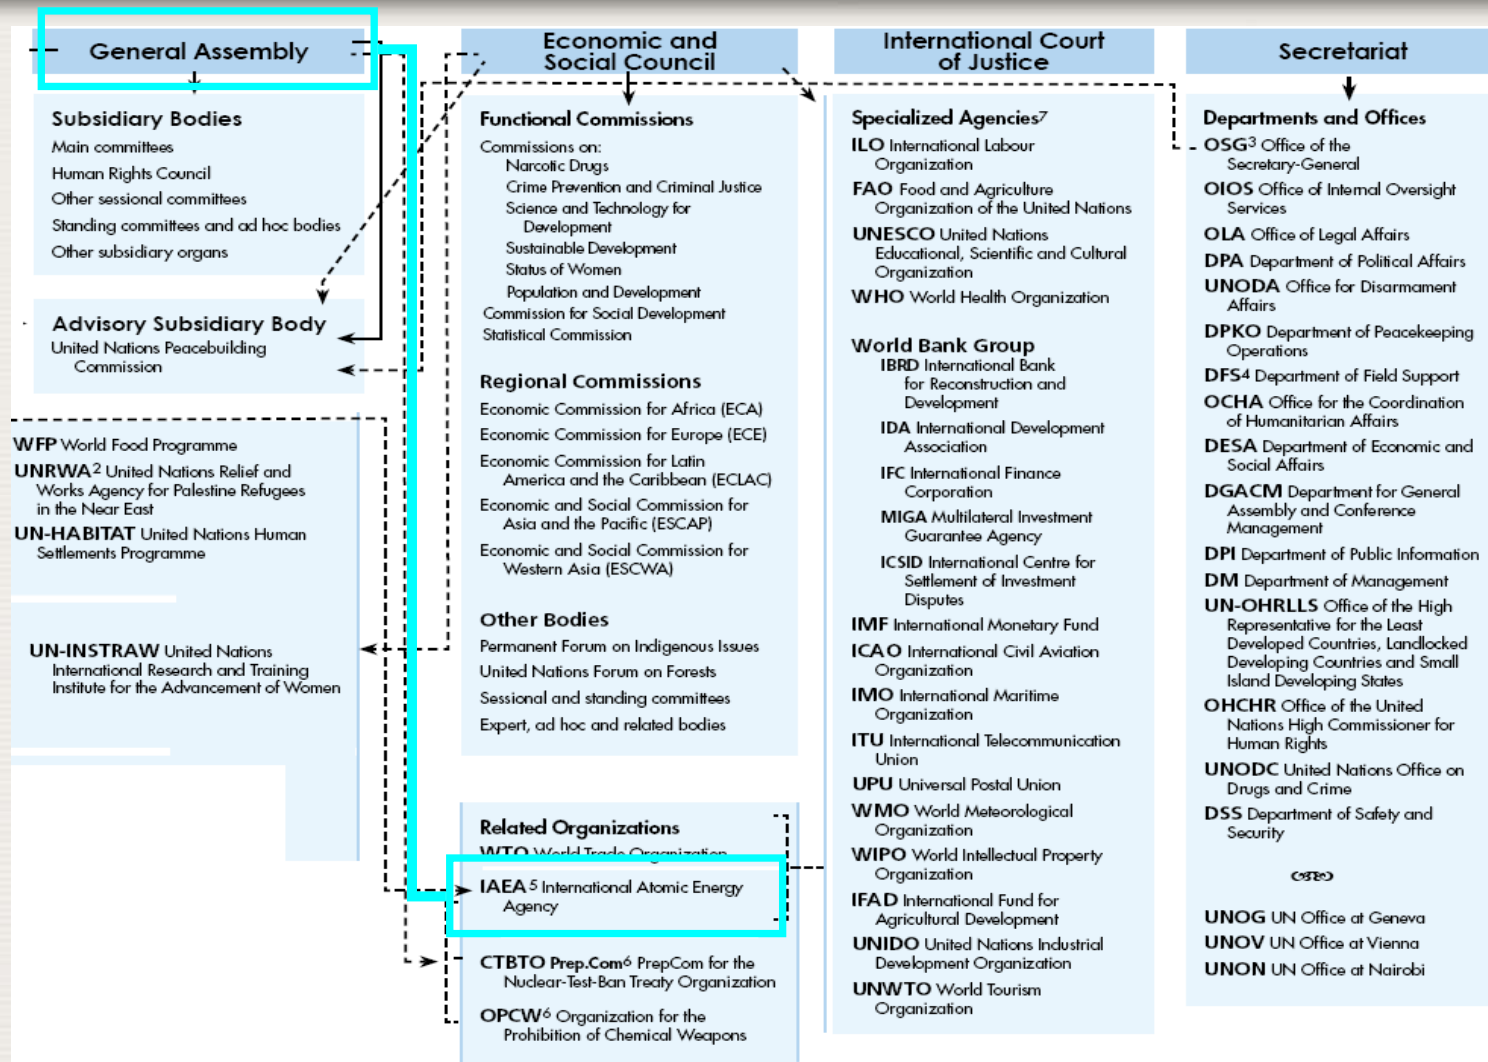 General Assembly
Subsidiary Bodies
Main committees
Human Rights Council
Other sessional committees
Standing committees and ad hoc bodies
Other subsidiary organs
Advisory Subsidiary Body
United Nations Peacebuilding
Commission
WFP World Food Programme
UNRWA2 United Nations Relief and
Works Agency for Palestine Refugees
in the Near East
UN-HABITAT United Nations Human
Settlements Programme
UN-INSTRAW United Nations
International Research and Training
Institute for the Advancement of Women
Economic and
Social Council
Functional Commissions
Commissions on:
Narcotic Drugs
Crime Prevention and Criminal Justice
Science and Technology for
Development
Sustainable Development
Status of Women
Population and Development
Commission for Social Development
Statistical Commission
Regional Commissions
Economic Commission for Africa (ECA)
Economic Commission for Europe (ECE)
Economic Commission for Latin
America and the Caribbean (ECLAC)
Economic and Social Commission for
Asia and the Pacific (ESCAP)
Economic and Social Commission for
Western Asia (ESCWA)
Other Bodies
Permanent Forum on Indigenous Issues
United Nations Forum on Forests
Sessional and standing committees
Expert, ad hoc and related bodies
Related Organizations
WTO World Trade Organization
IAEA5 International Atomic Energy
Agency
CTBTO Prep.Com6 PrepCom for the
Nuclear-Test-Ban Treaty Organization
OPCW6 Organization for the
Prohibition of Chemical Weapons
International Court
of Justice
Specialized Agencies7
ILO International Labour
Organization
FAO Food and Agriculture
Organization of the United Nations
UNESCO United Nations
Educational, Scientific and Cultural
Organization
WHO World Health Organization
World Bank Group
IBRD International Bank
for Reconstruction and
Development
IDA International Development
Association
IFC International Finance
Corporation
MIGA Multilateral Investment
Guarantee Agency
ICSID International Centre for
Settlement of Investment
Disputes
IMF International Monetary Fund
ICAO International Civil Aviation
Organization
IMO International Maritime
Organization
ITU International Telecommunication
Union
UPU Universal Postal Union
WMO World Meteorological
Organization
WIPO World Intellectual Property
Organization
IFAD International Fund for
Agricultural Development
UNIDO United Nations Industrial
Development Organization
UNWTO World Tourism
Organization
Secretariat
Departments and Offices
OSG3 Office of the
Secretary-General
OIOS Office of Internal Oversight
Services
OLA Office of Legal Affairs
DPA Department of Political Affairs
UNODA Office for Disarmament
Affairs
DPKO Department of Peacekeeping
Operations
DFS4 Department of Field Support
OCHA Office for the Coordination
of Humanitarian Affairs
DESA Department of Economic and
Social Affairs
DGACM Department for General
Assembly and Conference
Management
DPI Department of Public Information
DM Department of Management
UN-OHRLLS Office of the High
Representative for the Least
Developed Countries, Landlocked
Developing Countries and Small
Island Developing States
OHCHR Office of the United
Nations High Commissioner for
Human Rights
UNODC United Nations Office on
Drugs and Crime
DSS Department of Safety and
Security
UNOG UN Office at Geneva
UNOV UN Office at Vienna
UNON UN Office at Nairobi